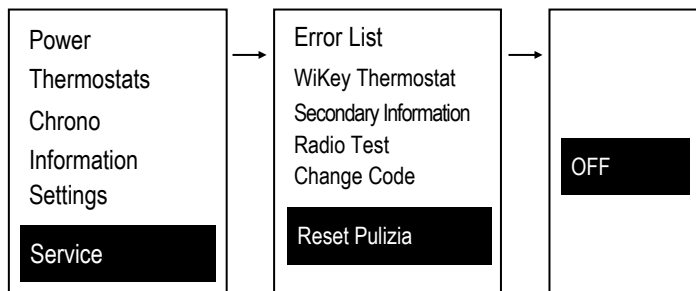 Power
Thermostats
Chrono
Information
Settings
Service
Error List
WiKey Thermostat
Secondary Information
Radio Test
Change Code
Reset Pulizia
OFF